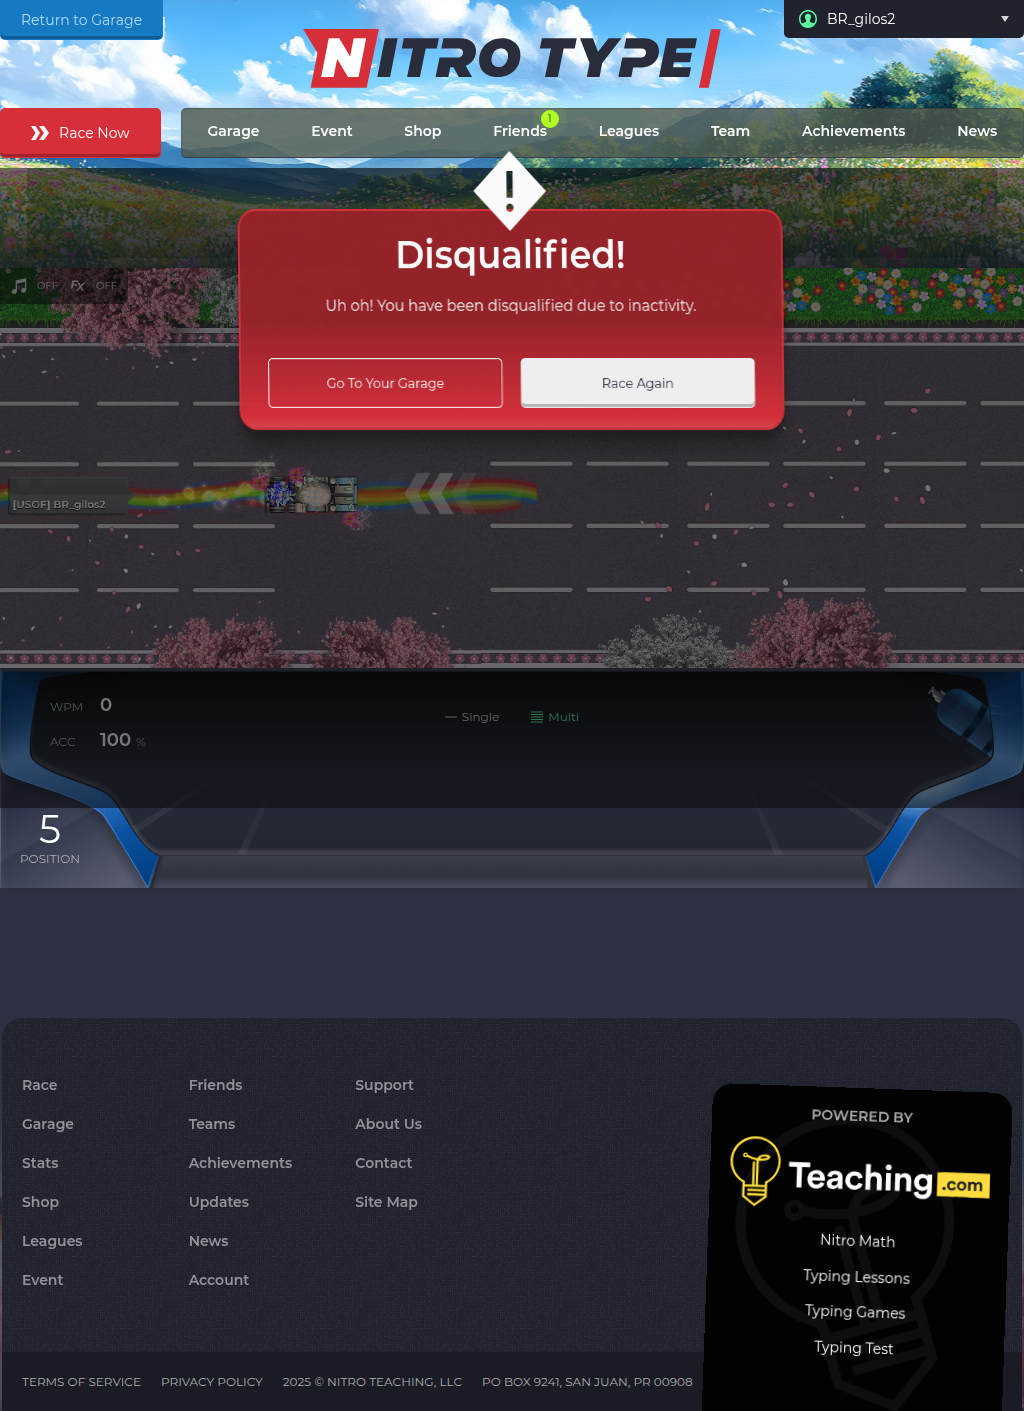 Return to Garage
BR_gilos2
NITRO TYPE
Race Now
Garage Event Shop Friends 1 Leagues Team Achievements News
!
Disqualified!
Uh oh! You have been disqualified due to inactivity.
Go To Your Garage Race Again
OFF Fx OFF
[USOF] BR_gilos2
WPM 0
Single Multi
ACC 100 %
5
POSITION
Race Friends Support
Garage Teams About Us
Stats Achievements Contact
Shop Updates Site Map
Leagues News
Event Account
POWERED BY
Teaching.com
Nitro Math
Typing Lessons
Typing Games
Typing Test
TERMS OF SERVICE PRIVACY POLICY 2025 © NITRO TEACHING, LLC PO BOX 9241, SAN JUAN, PR 00908